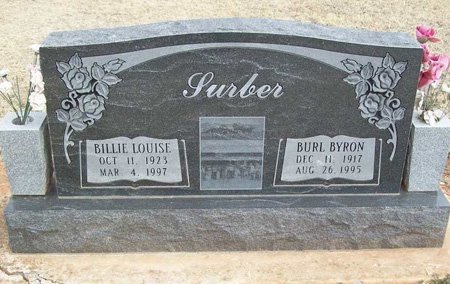 Surber
BILLIE LOUISE
OCT 11, 1923
MAR 4, 1997
BURL BYRON
DEC 11, 1917
AUG 26, 1995